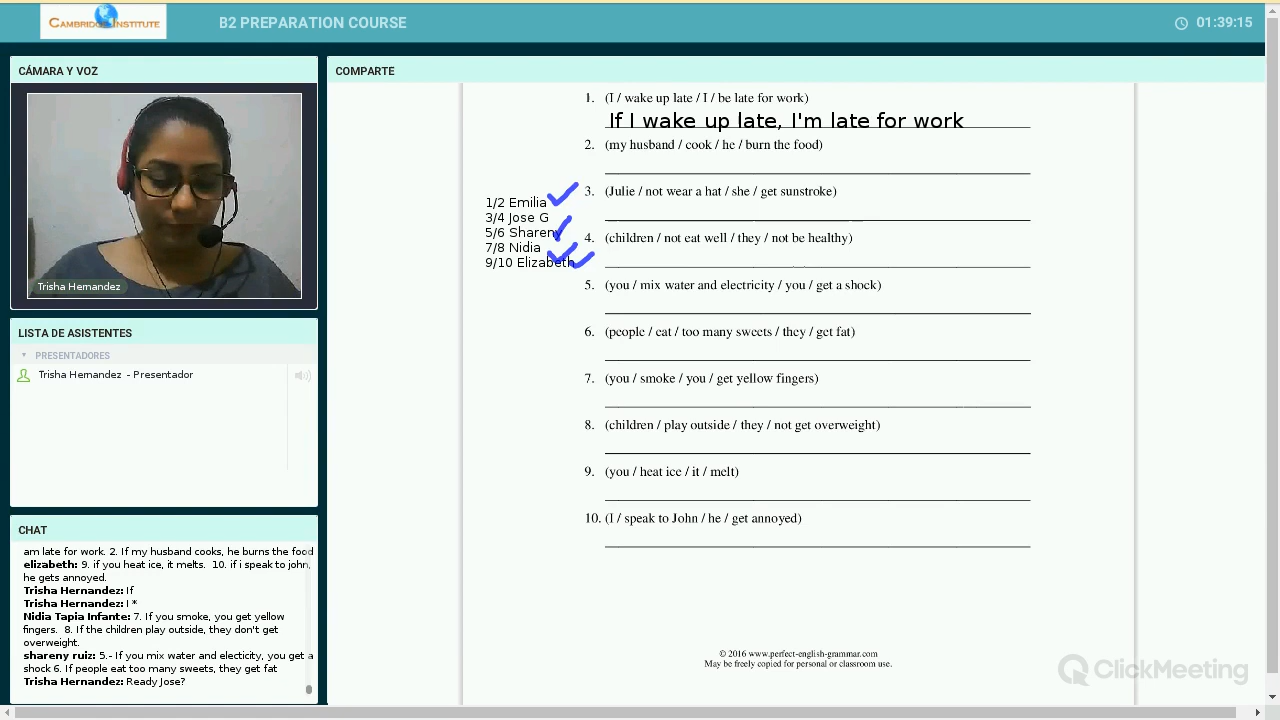 CAMBRIDGE INSTITUTE
B2 PREPARATION COURSE
01:39:15
CÁMARA Y VOZ
Trisha Hernandez
LISTA DE ASISTENTES
PRESENTADORES
Trisha Hernandez - Presentador
CHAT
am late for work. 2. If my husband cooks, he burns the food
elizabeth: 9. if you heat ice, it melts. 10. if i speak to john,
he gets annoyed.
Trisha Hernandez: If
Trisha Hernandez: I *
Nidia Tapia Infante: 7. If you smoke, you get yellow
fingers. 8. If the children play outside, they don't get
overweight.
shareny ruiz: 5.- If you mix water and electicity, you get a
shock 6. If people eat too many sweets, they get fat
Trisha Hernandez: Ready Jose?
COMPARTE
1. (I / wake up late / I / be late for work)
If I wake up late, I'm late for work
2. (my husband / cook / he / burn the food)
3. (Julie / not wear a hat / she / get sunstroke)
1/2 Emilia
3/4 Jose G
5/6 Shareny
7/8 Nidia
9/10 Elizabeth
4. (children / not eat well / they / not be healthy)
5. (you / mix water and electricity / you / get a shock)
6. (people / eat / too many sweets / they / get fat)
7. (you / smoke / you / get yellow fingers)
8. (children / play outside / they / not get overweight)
9. (you / heat ice / it / melt)
10. (I / speak to John / he / get annoyed)
© 2016 www.perfect-english-grammar.com
May be freely copied for personal or classroom use.
ClickMeeting